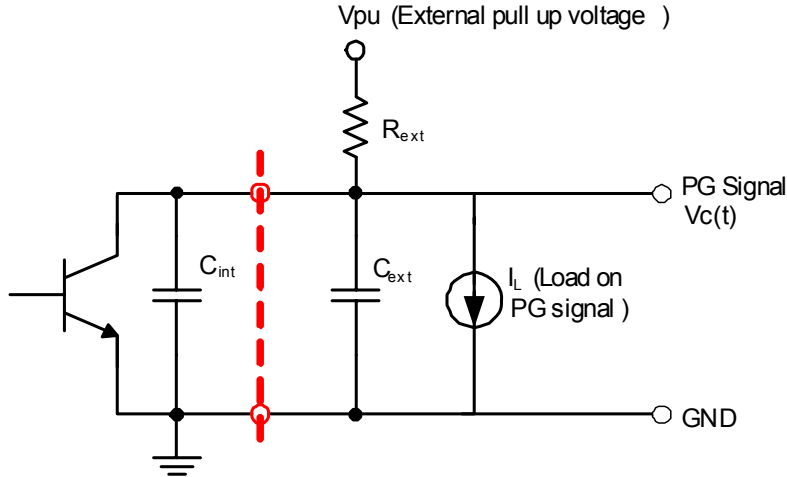 Vpu (External pull up voltage )
Rext
PG Signal
Vc(t)
Cint
Cext
IL (Load on
PG signal )
GND